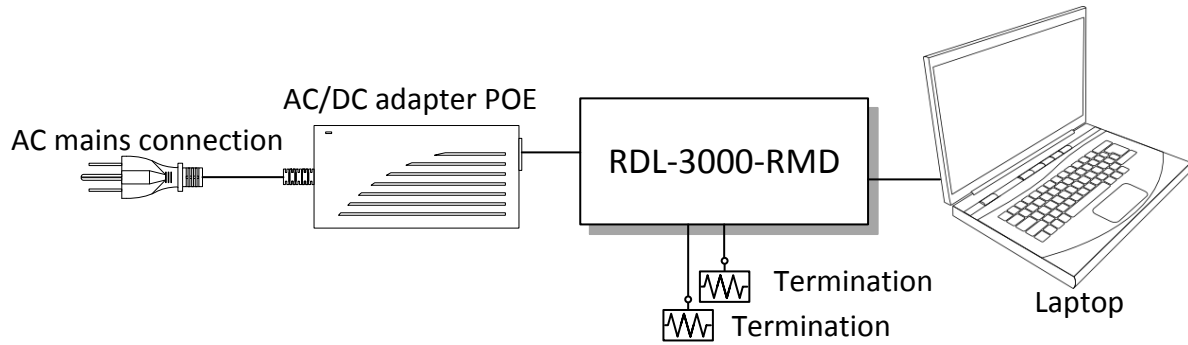 AC/DC adapter POE
AC mains connection
RDL-3000-RMD
Termination
Laptop
Termination